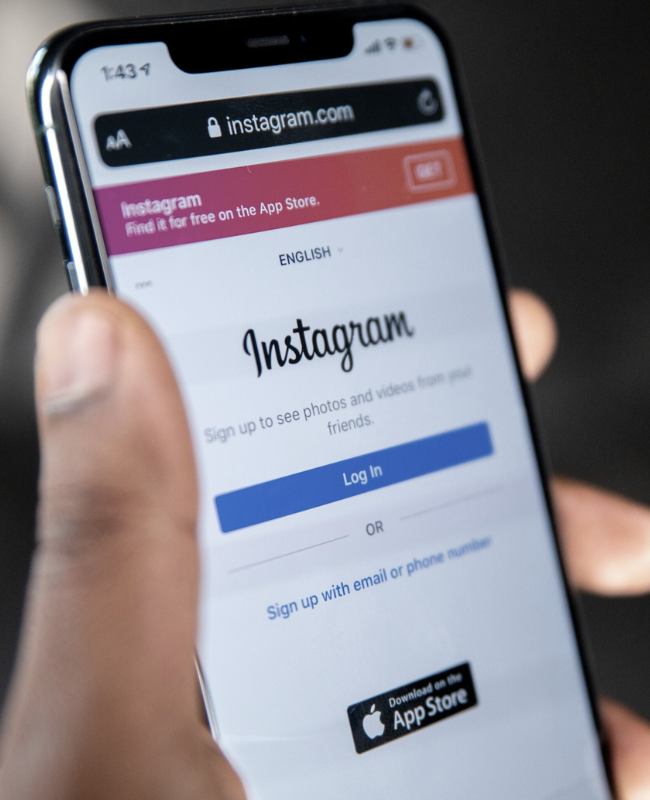 1:43
AA instagram.com
Instagram
Find it for free on the App Store.
GET
ENGLISH
Instagram
Sign up to see photos and videos from your
friends.
Log In
OR
Sign up with email or phone number
Download on the
App Store